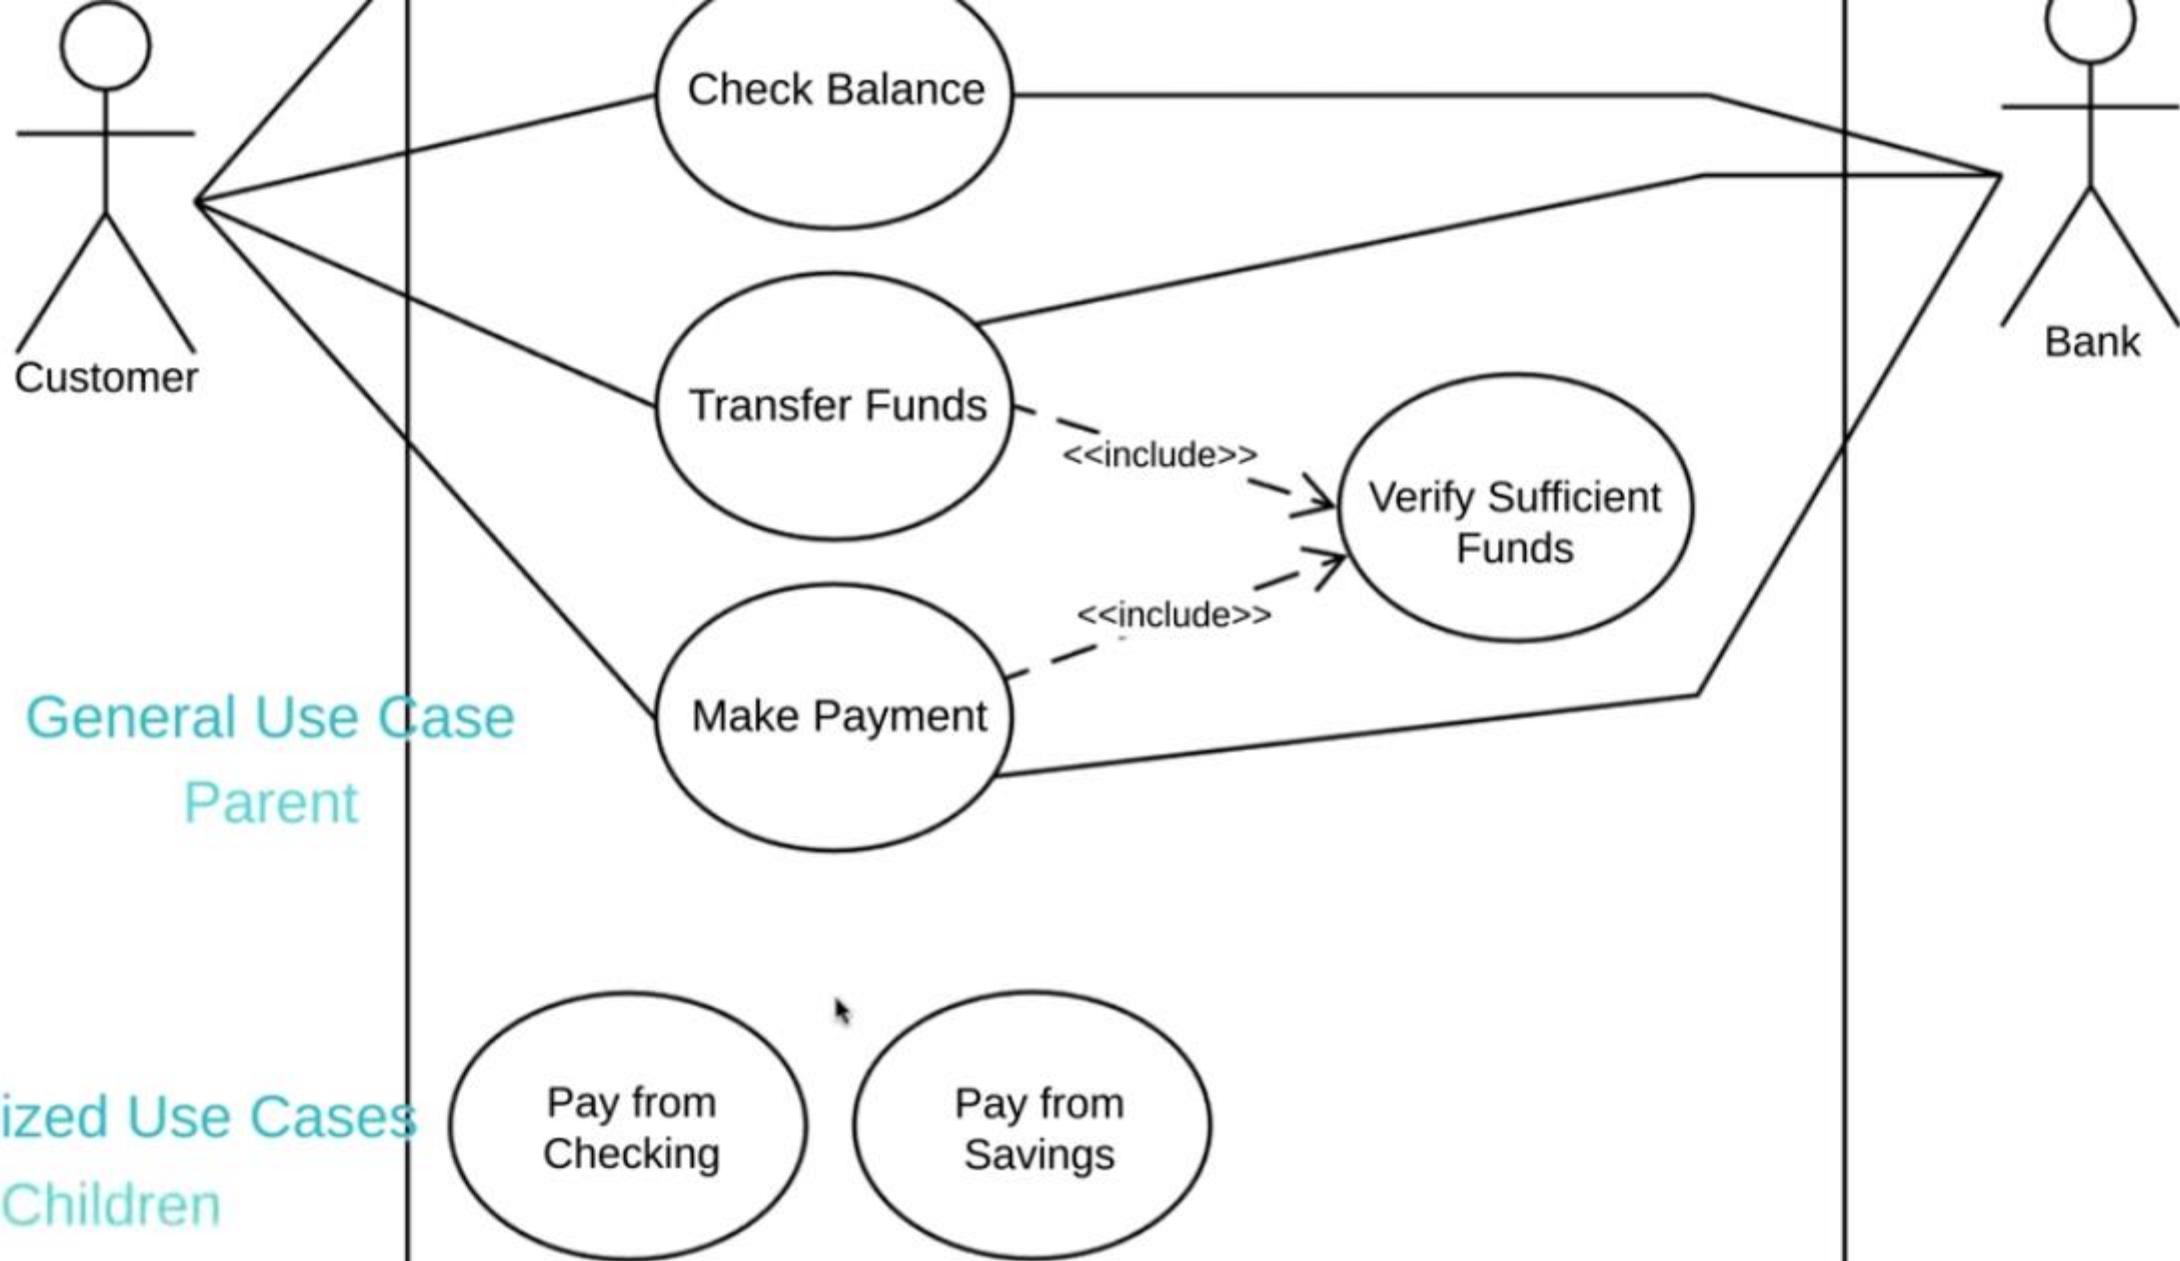 Check Balance
Customer
Bank
Transfer Funds
<<include>>
Verify Sufficient
Funds
<<include>>
Make Payment
General Use Case
Parent
Pay from
Checking
Pay from
Savings
ized Use Cases
Children